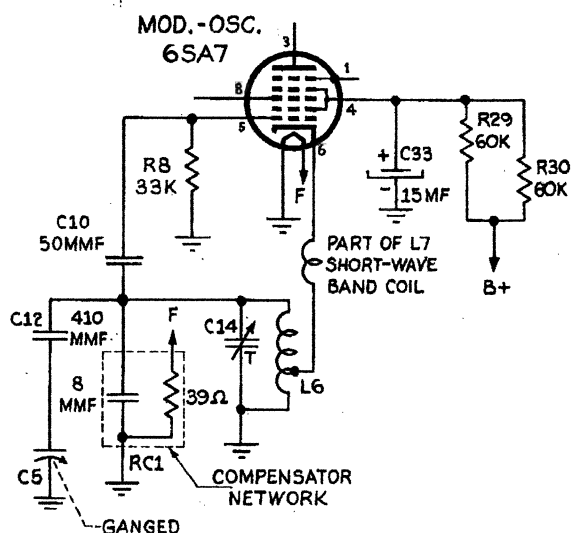 MOD.-OSC.
6SA7
3
1
8
4
5
6
R8
33K
F
+
C33
-
15MF
R29
60K
R30
60K
C10
50MMF
PART OF L7
SHORT-WAVE
BAND COIL
B+
C12
410
MMF
F
C14
T
8
MMF
39Ω
L6
C5
RC1
COMPENSATOR
NETWORK
GANGED